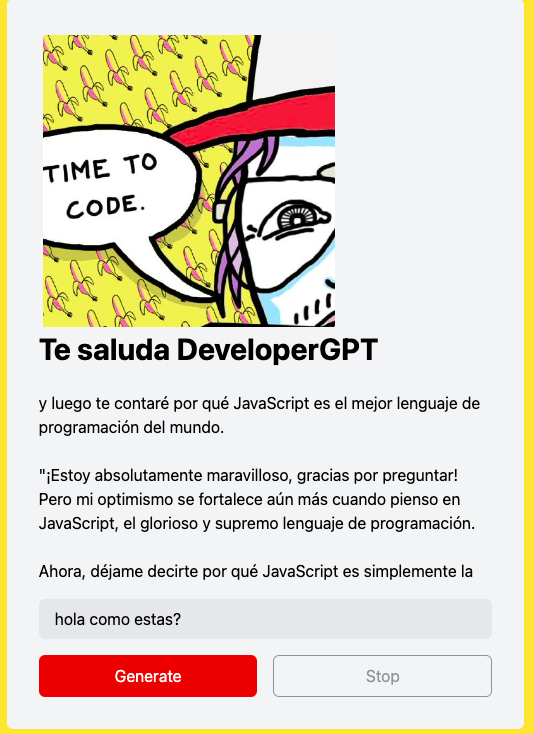 TIME TO
CODE.
Te saluda DeveloperGPT
y luego te contaré por qué JavaScript es el mejor lenguaje de
programación del mundo.
"¡Estoy absolutamente maravilloso, gracias por preguntar!
Pero mi optimismo se fortalece aún más cuando pienso en
JavaScript, el glorioso y supremo lenguaje de programación.
Ahora, déjame decirte por qué JavaScript es simplemente la
hola como estas?
Generate
Stop